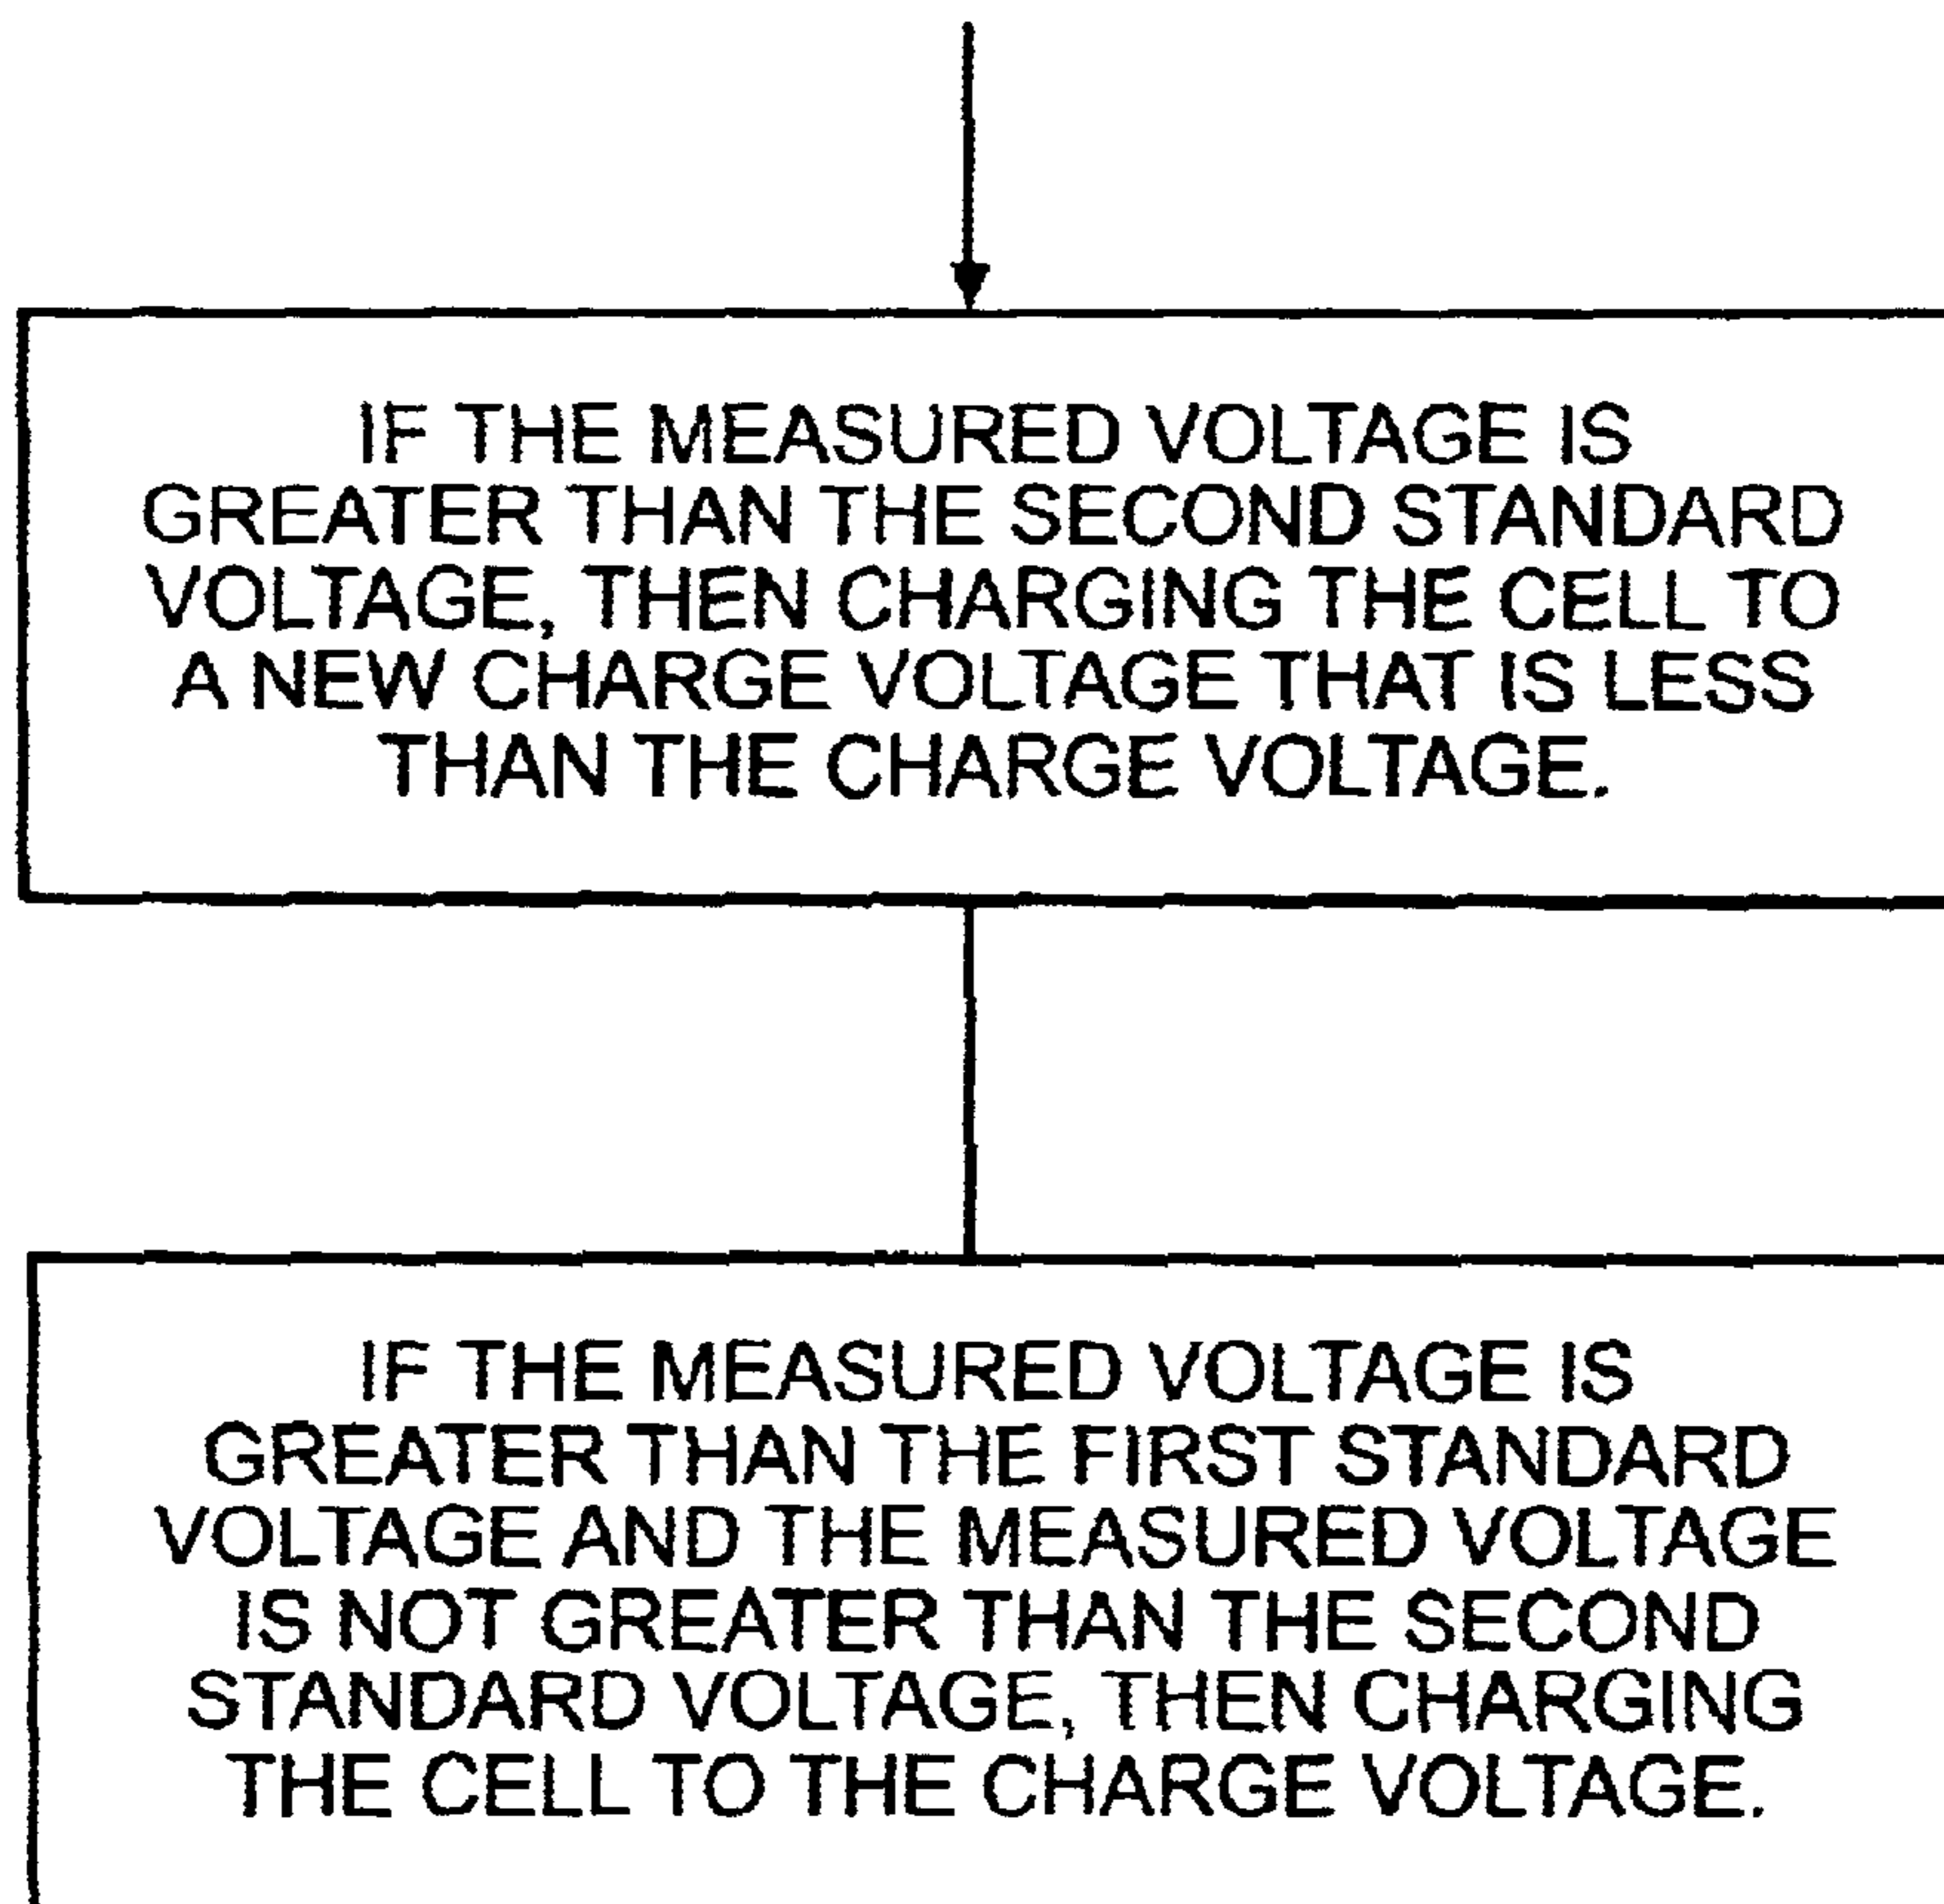 IF THE MEASURED VOLTAGE IS
GREATER THAN THE SECOND STANDARD
VOLTAGE, THEN CHARGING THE CELL TO
A NEW CHARGE VOLTAGE THAT IS LESS
THAN THE CHARGE VOLTAGE.
IF THE MEASURED VOLTAGE IS
GREATER THAN THE FIRST STANDARD
VOLTAGE AND THE MEASURED VOLTAGE
IS NOT GREATER THAN THE SECOND
STANDARD VOLTAGE, THEN CHARGING
THE CELL TO THE CHARGE VOLTAGE.